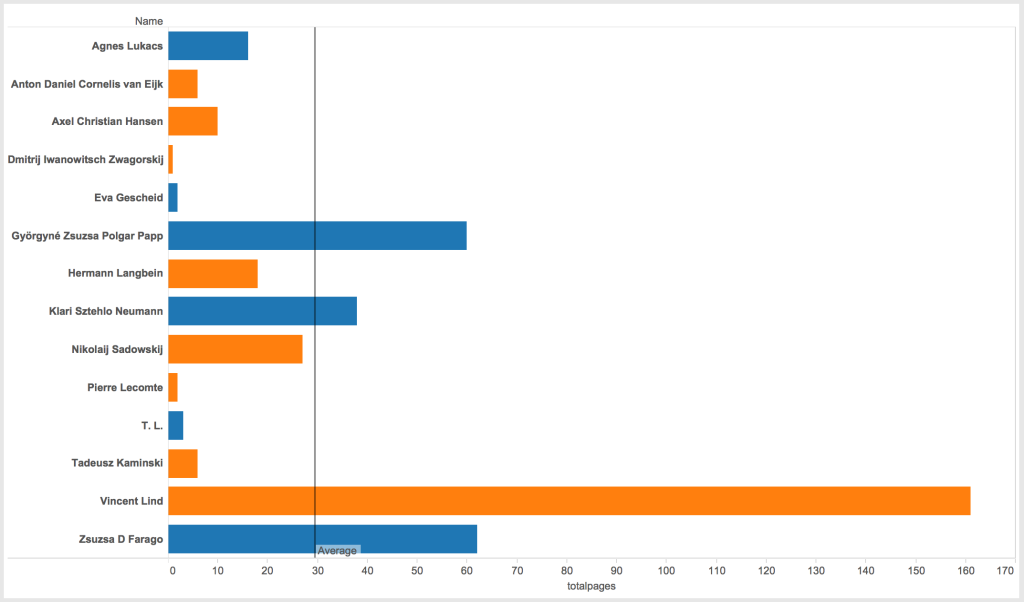 Name
Agnes Lukacs
Anton Daniel Cornelis van Eijk
Axel Christian Hansen
Dmitrij Iwanowitsch Zwagorskij
Eva Gescheid
Györgyné Zsuzsa Polgar Papp
Hermann Langbein
Klari Sztehlo Neumann
Nikolaij Sadowskij
Pierre Lecomte
T. L.
Tadeusz Kaminski
Vincent Lind
Zsuzsa D Farago
Average
0 10 20 30 40 50 60 70 80 90 100 110 120 130 140 150 160 170
totalpages